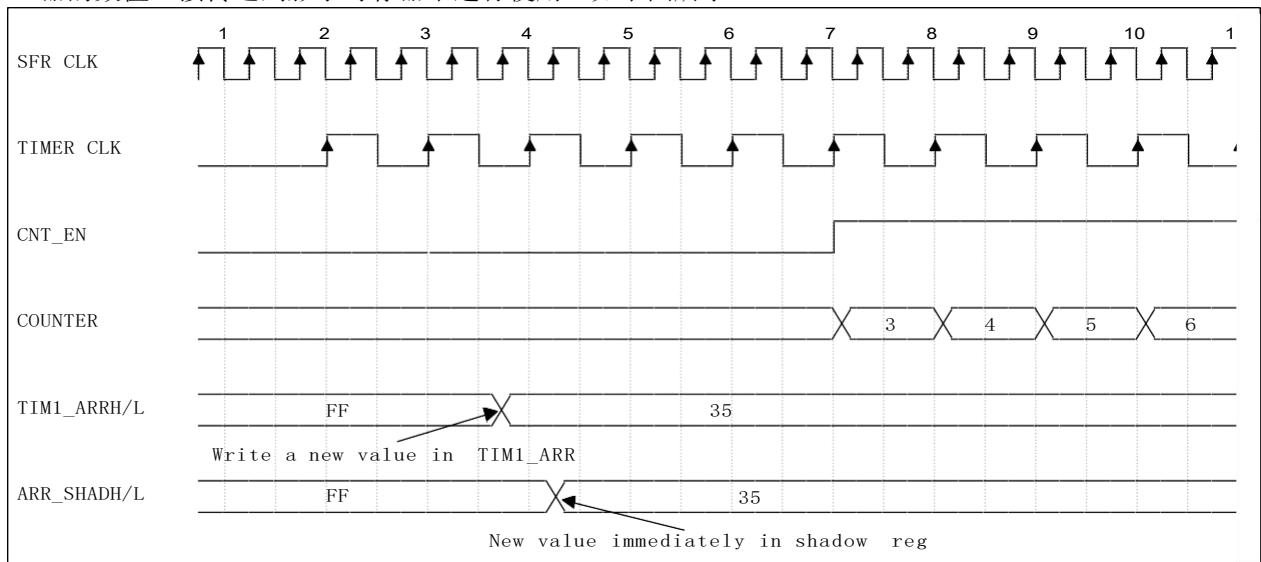 1 2 3 4 5 6 7 8 9 10 1
SFR CLK
TIMER CLK
CNT_EN
COUNTER 3 4 5 6
TIM1_ARRH/L FF 35
Write a new value in TIM1_ARR
ARR_SHADH/L FF 35
New value immediately in shadow reg